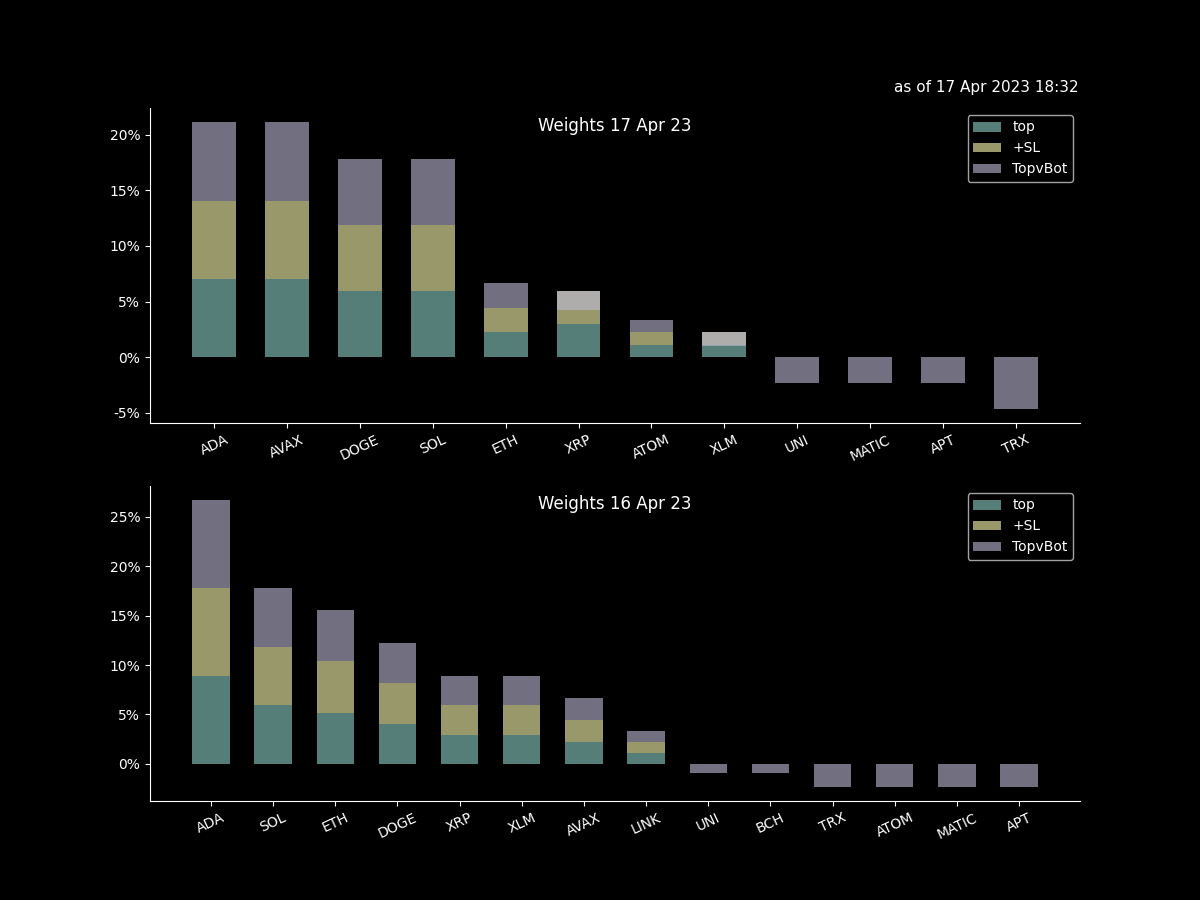 as of 17 Apr 2023 18:32
Weights 17 Apr 23
top
+SL
TopvBot
20%
15%
10%
5%
0%
-5%
ADA AVAX DOGE SOL ETH XRP ATOM XLM UNI MATIC APT TRX
Weights 16 Apr 23
top
+SL
TopvBot
25%
20%
15%
10%
5%
0%
ADA SOL ETH DOGE XRP XLM AVAX LINK UNI BCH TRX ATOM MATIC APT